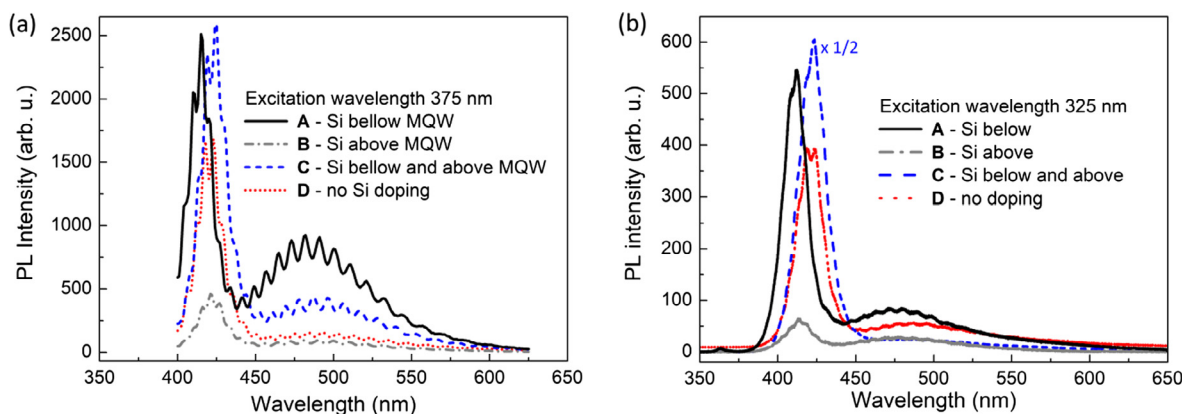 (a)
PL Intensity (arb. u.)
2500
2000
1500
1000
500
0
Excitation wavelength 375 nm
A - Si bellow MQW
B - Si above MQW
C - Si bellow and above MQW
D - no Si doping
350 400 450 500 550 600 650
Wavelength (nm)
(b)
PL intensity (arb. u.)
600
500
400
300
200
100
0
x 1/2
Excitation wavelength 325 nm
A - Si below
B - Si above
C - Si below and above
D - no doping
350 400 450 500 550 600 650
Wavelength (nm)